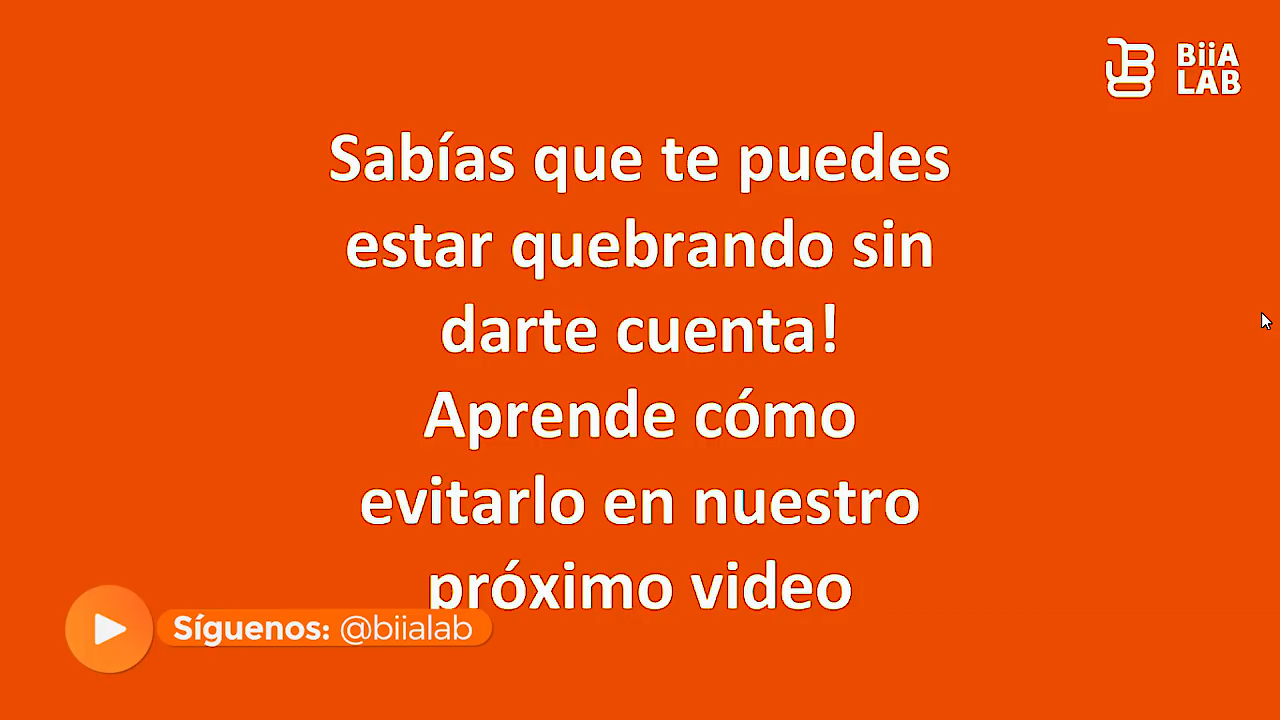 BiiA
LAB
Sabías que te puedes
estar quebrando sin
darte cuenta!
Aprende cómo
evitarlo en nuestro
próximo video
Síguenos: @biialab